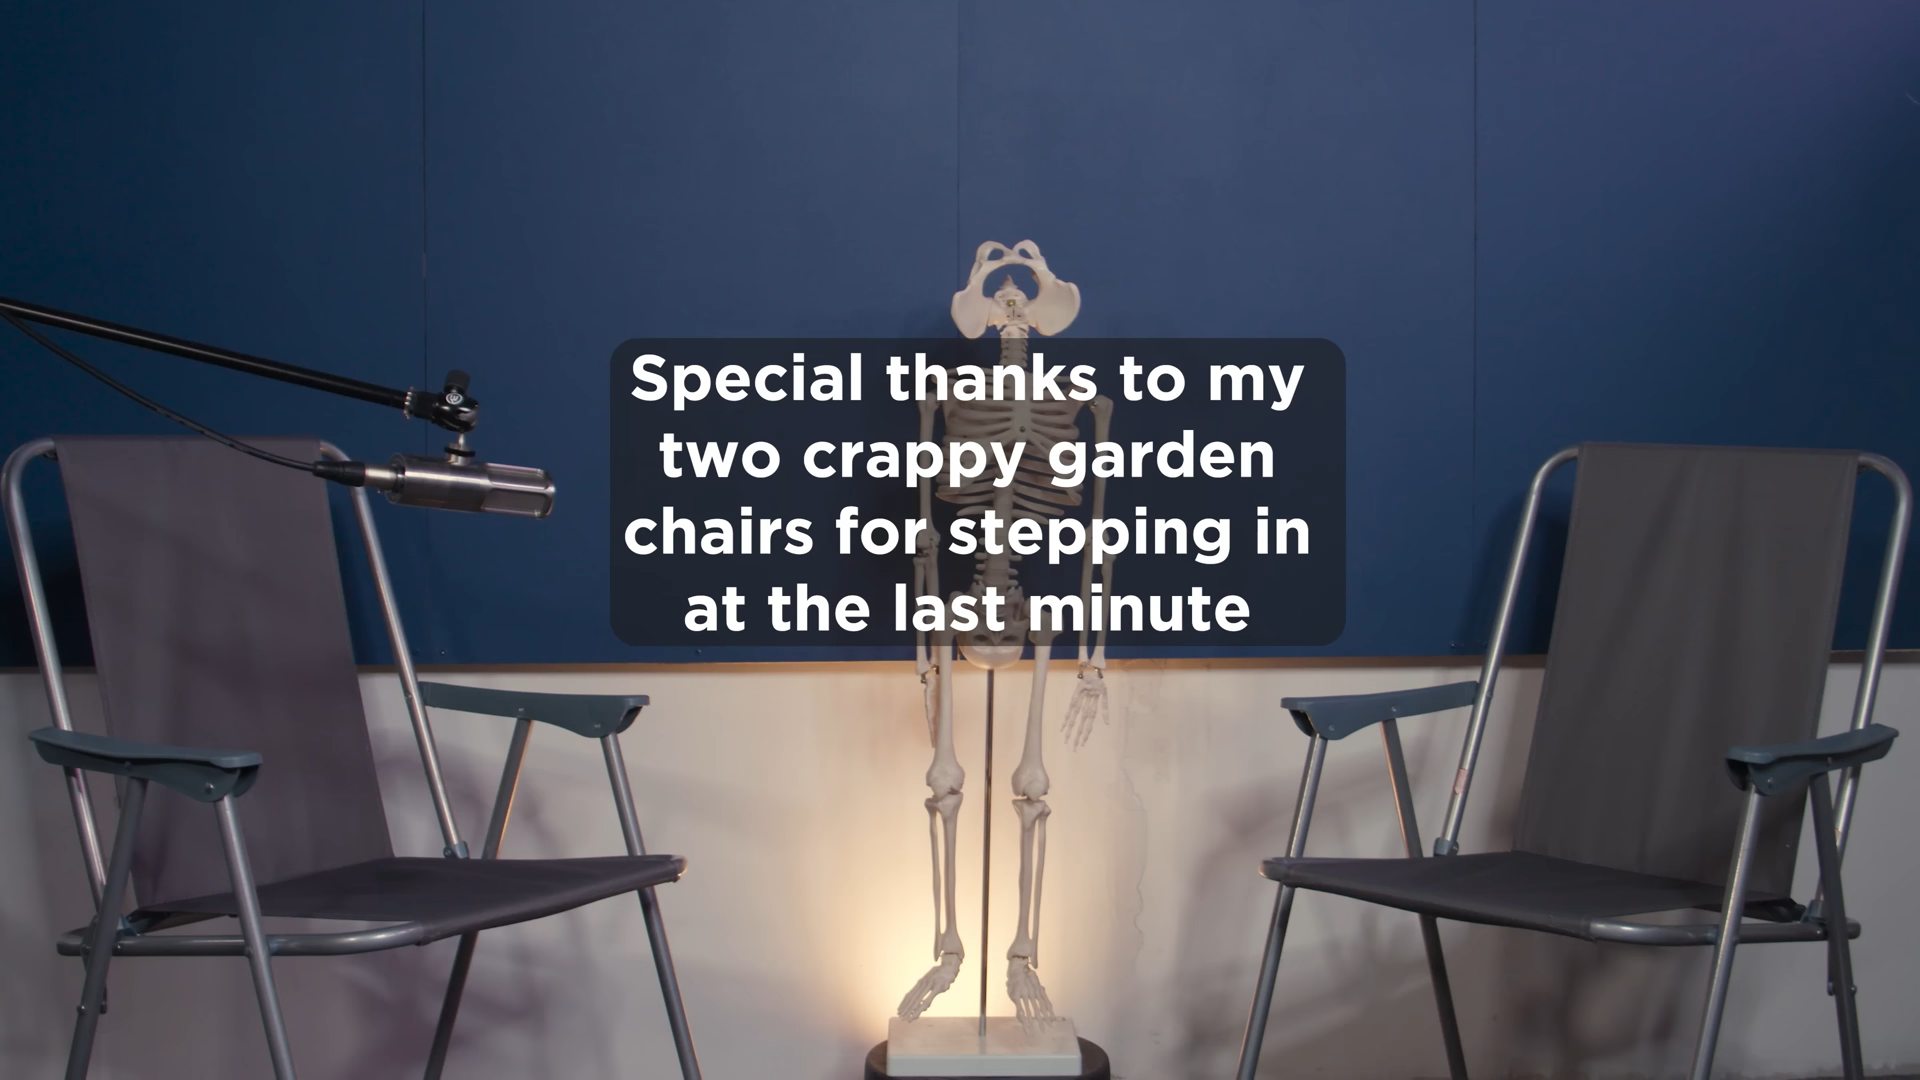 Special thanks to my
two crappy garden
chairs for stepping in
at the last minute